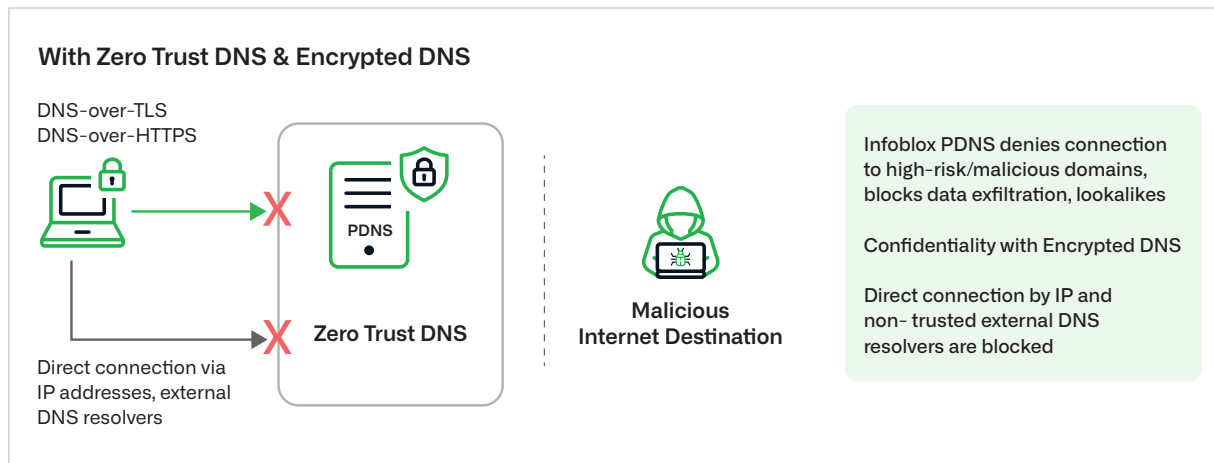 With Zero Trust DNS & Encrypted DNS
DNS-over-TLS
DNS-over-HTTPS
X
PDNS
X
Zero Trust DNS
Direct connection via
IP addresses, external
DNS resolvers
Malicious
Internet Destination
Infoblox PDNS denies connection
to high-risk/malicious domains,
blocks data exfiltration, lookalikes
Confidentiality with Encrypted DNS
Direct connection by IP and
non- trusted external DNS
resolvers are blocked